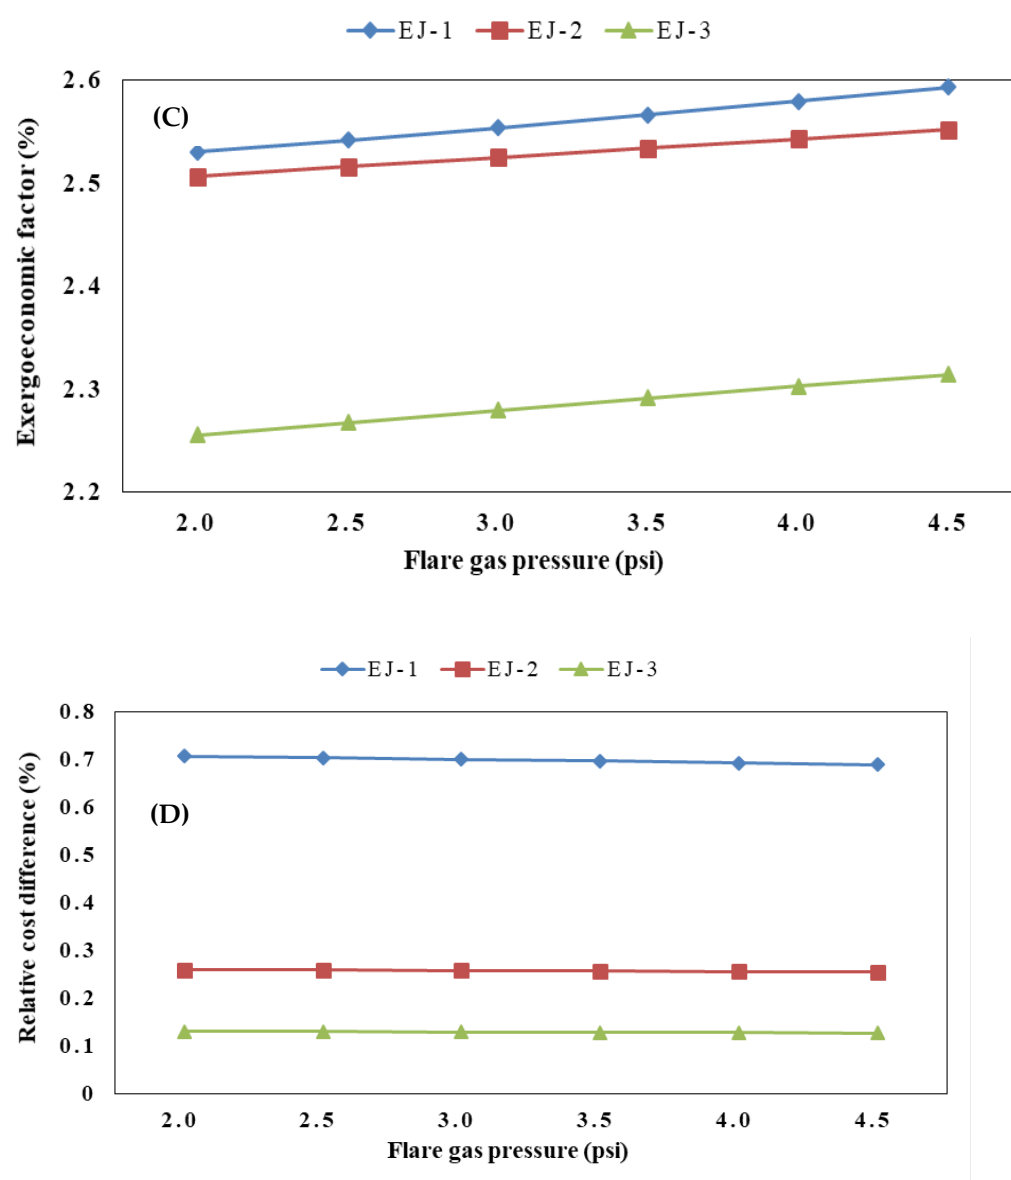 EJ-1 EJ-2 EJ-3
2.6
(C)
2.5
2.4
2.3
2.2
Exergoeconomic factor (%)
2.0 2.5 3.0 3.5 4.0 4.5
Flare gas pressure (psi)
EJ-1 EJ-2 EJ-3
0.8
0.7
0.6
(D)
0.5
0.4
0.3
0.2
0.1
0
Relative cost difference (%)
2.0 2.5 3.0 3.5 4.0 4.5
Flare gas pressure (psi)